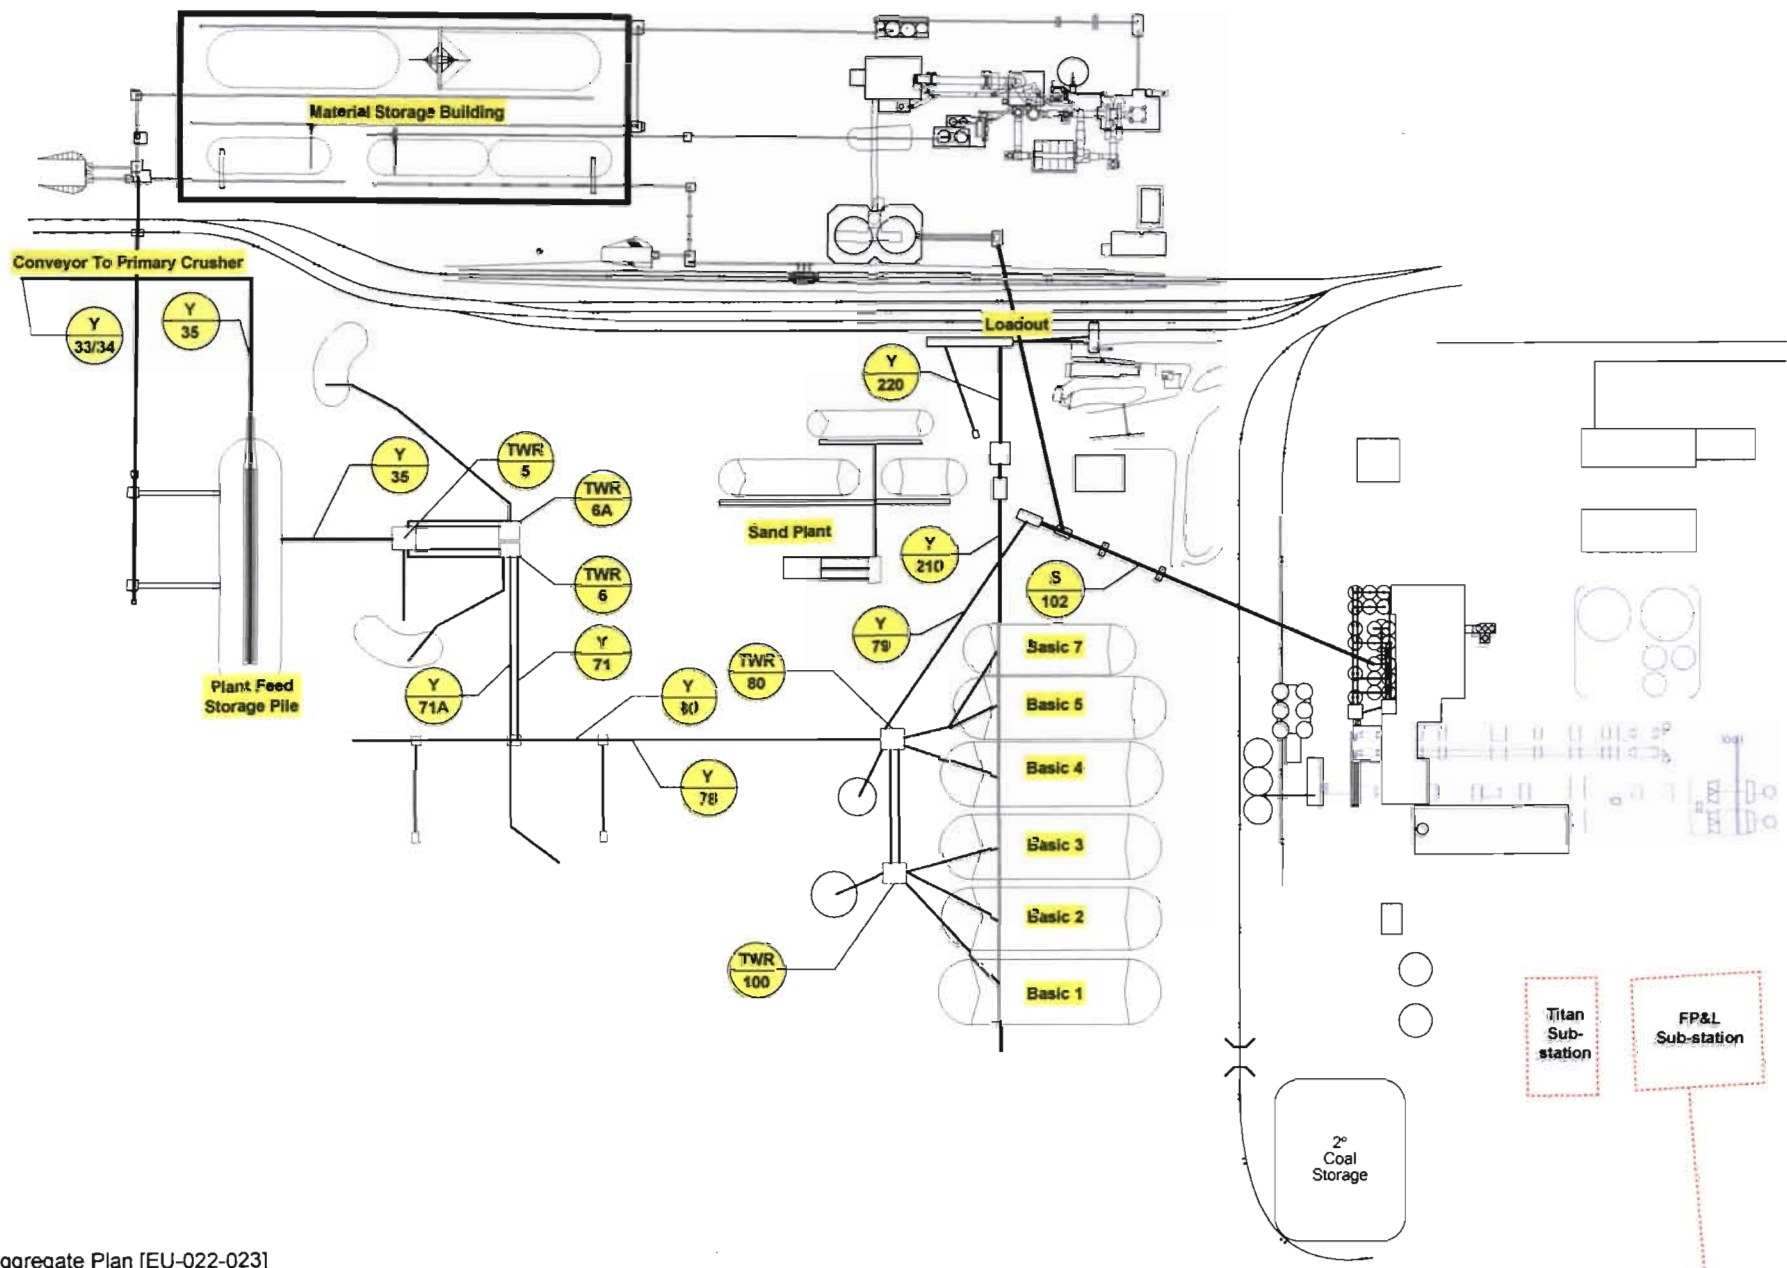 Material Storage Building
Conveyor To Primary Crusher
Y
33/34
Y
35
Loadout
Y
220
Y
35
TWR
5
TWR
6A
Sand Plant
Y
210
TWR
6
S
102
Y
79
Basic 7
Y
71
TWR
80
Plant Feed
Storage Pile
Y
71A
Y
80
Basic 5
Basic 4
Y
78
Basic 3
Basic 2
TWR
100
Basic 1
Titan
Sub-
station
FP&L
Sub-station
2°
Coal
Storage
ggregate Plan [EU-022-023]